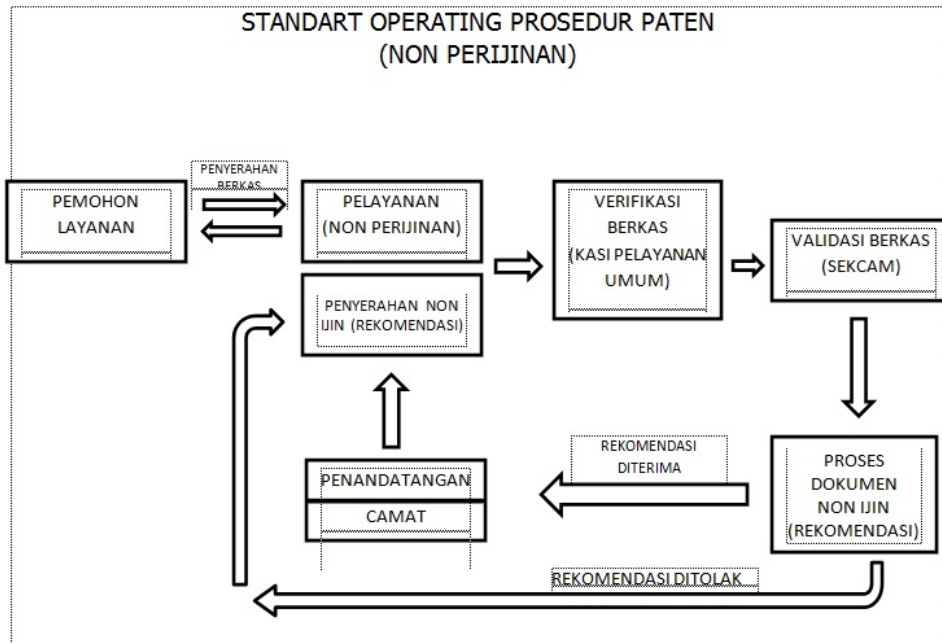 STANDART OPERATING PROSEDUR PATEN
(NON PERIJINAN)
PENYERAHAN
BERKAS
PEMOHON
LAYANAN
PELAYANAN
(NON PERIJINAN)
VERIFIKASI
BERKAS
(KASI PELAYANAN
UMUM)
VALIDASI BERKAS
(SEKCAM)
PENYERAHAN NON
IJIN (REKOMENDASI)
REKOMENDASI
DITERIMA
PROSES
DOKUMEN
NON IJIN
(REKOMENDASI)
PENANDATANGAN
CAMAT
REKOMENDASI DITOLAK